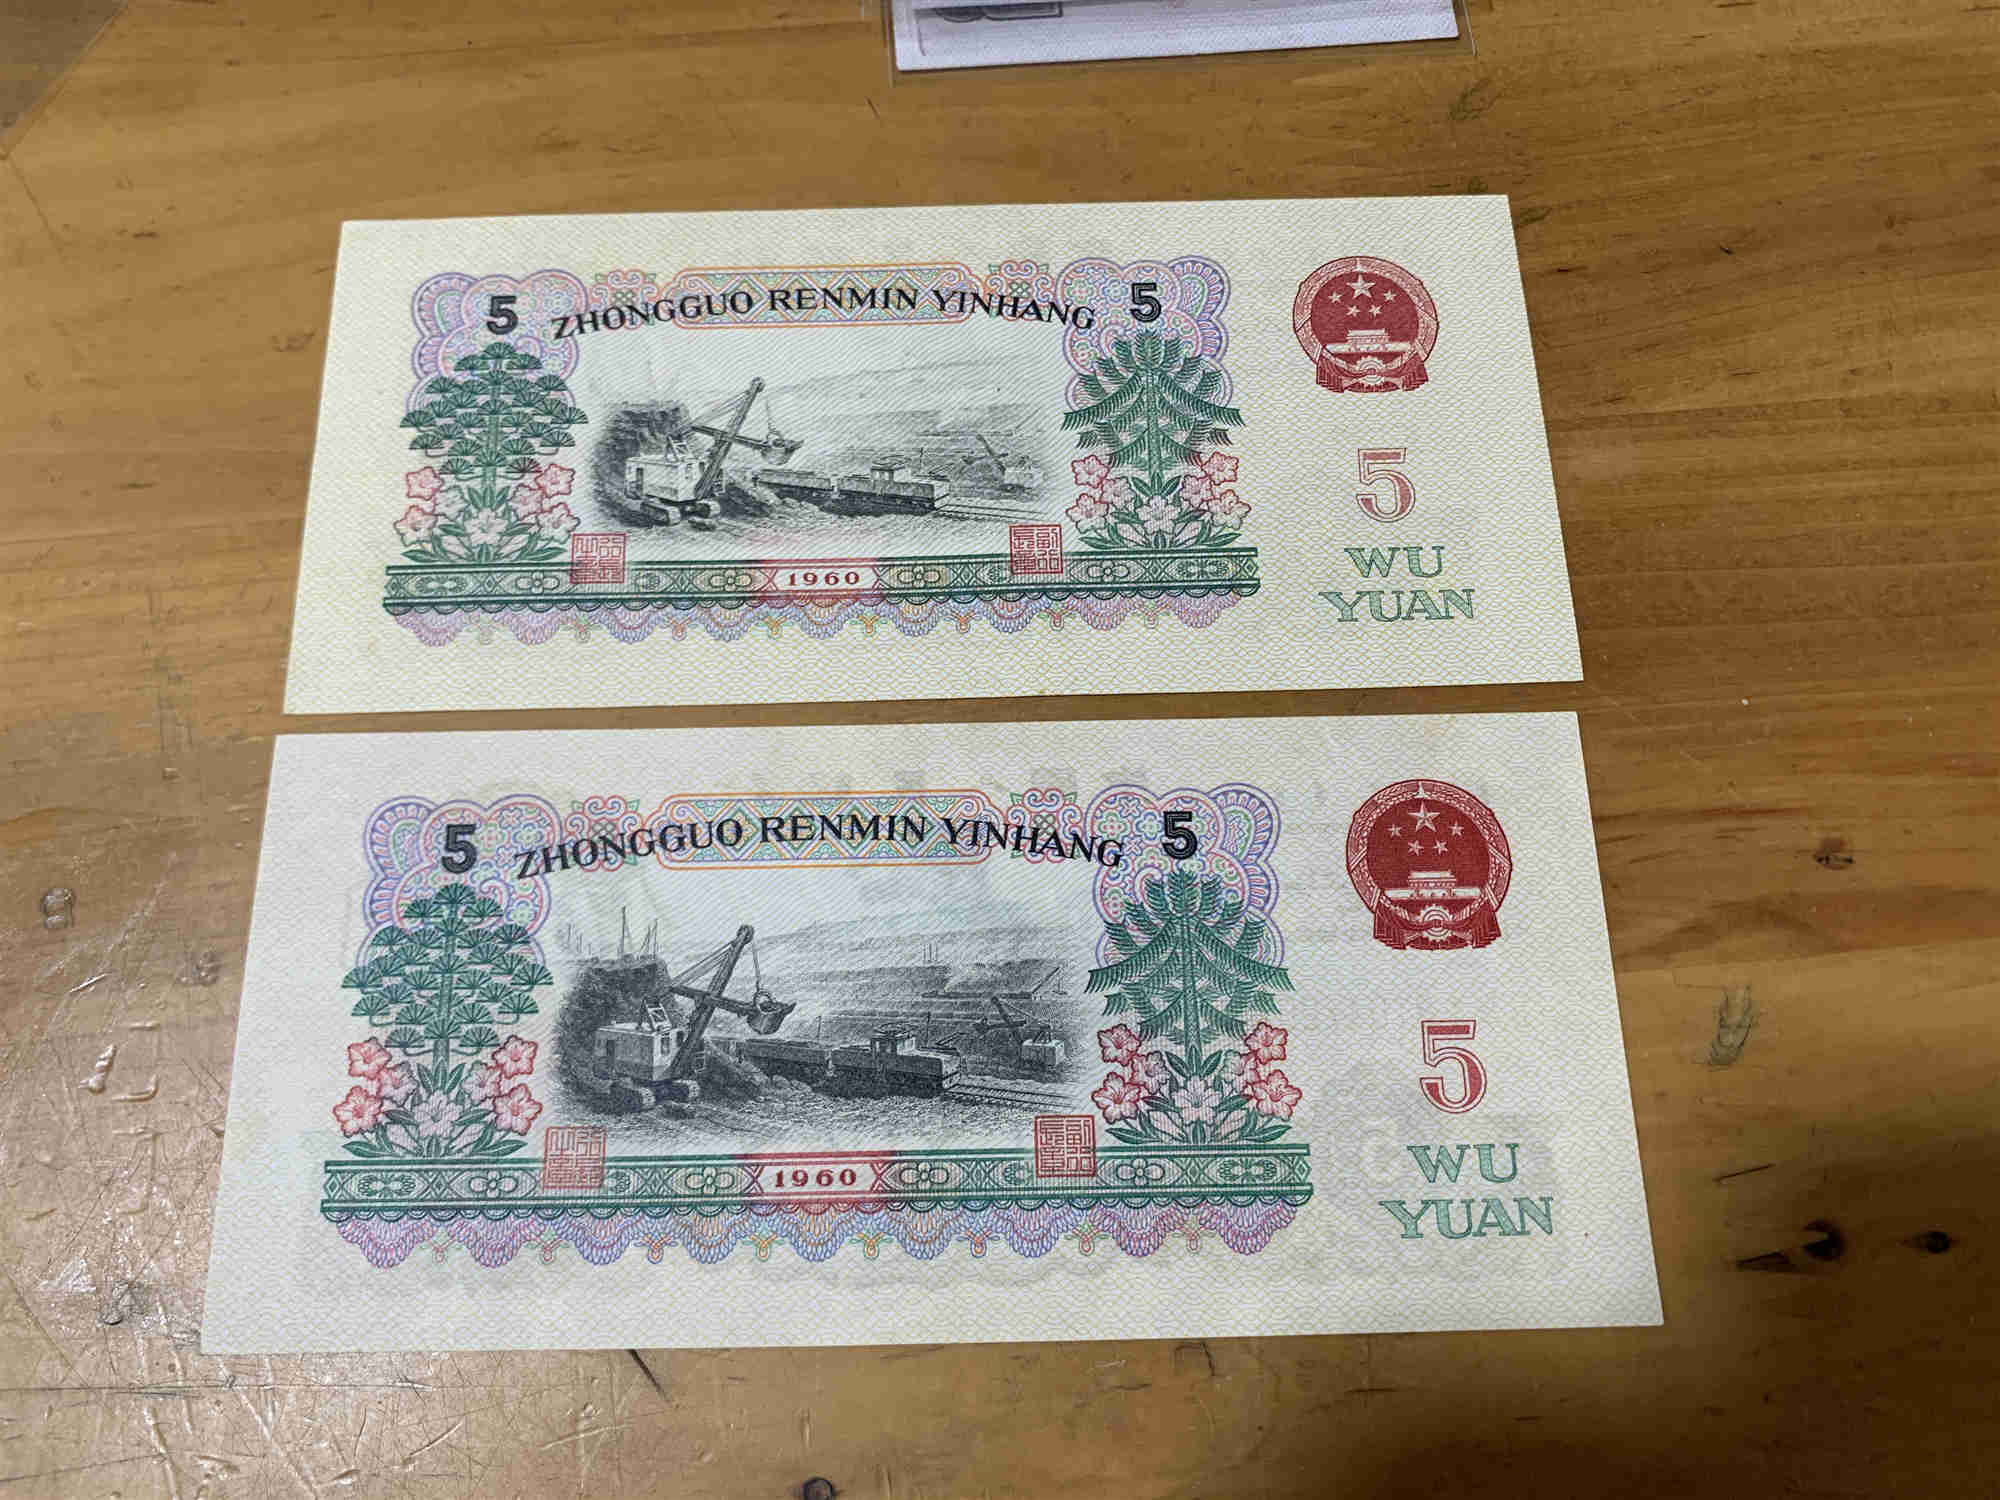 5 ZHONGGUO RENMIN YINHANG 5
5
WU
YUAN
1960
5 ZHONGGUO RENMIN YINHANG 5
5
WU
YUAN
1960